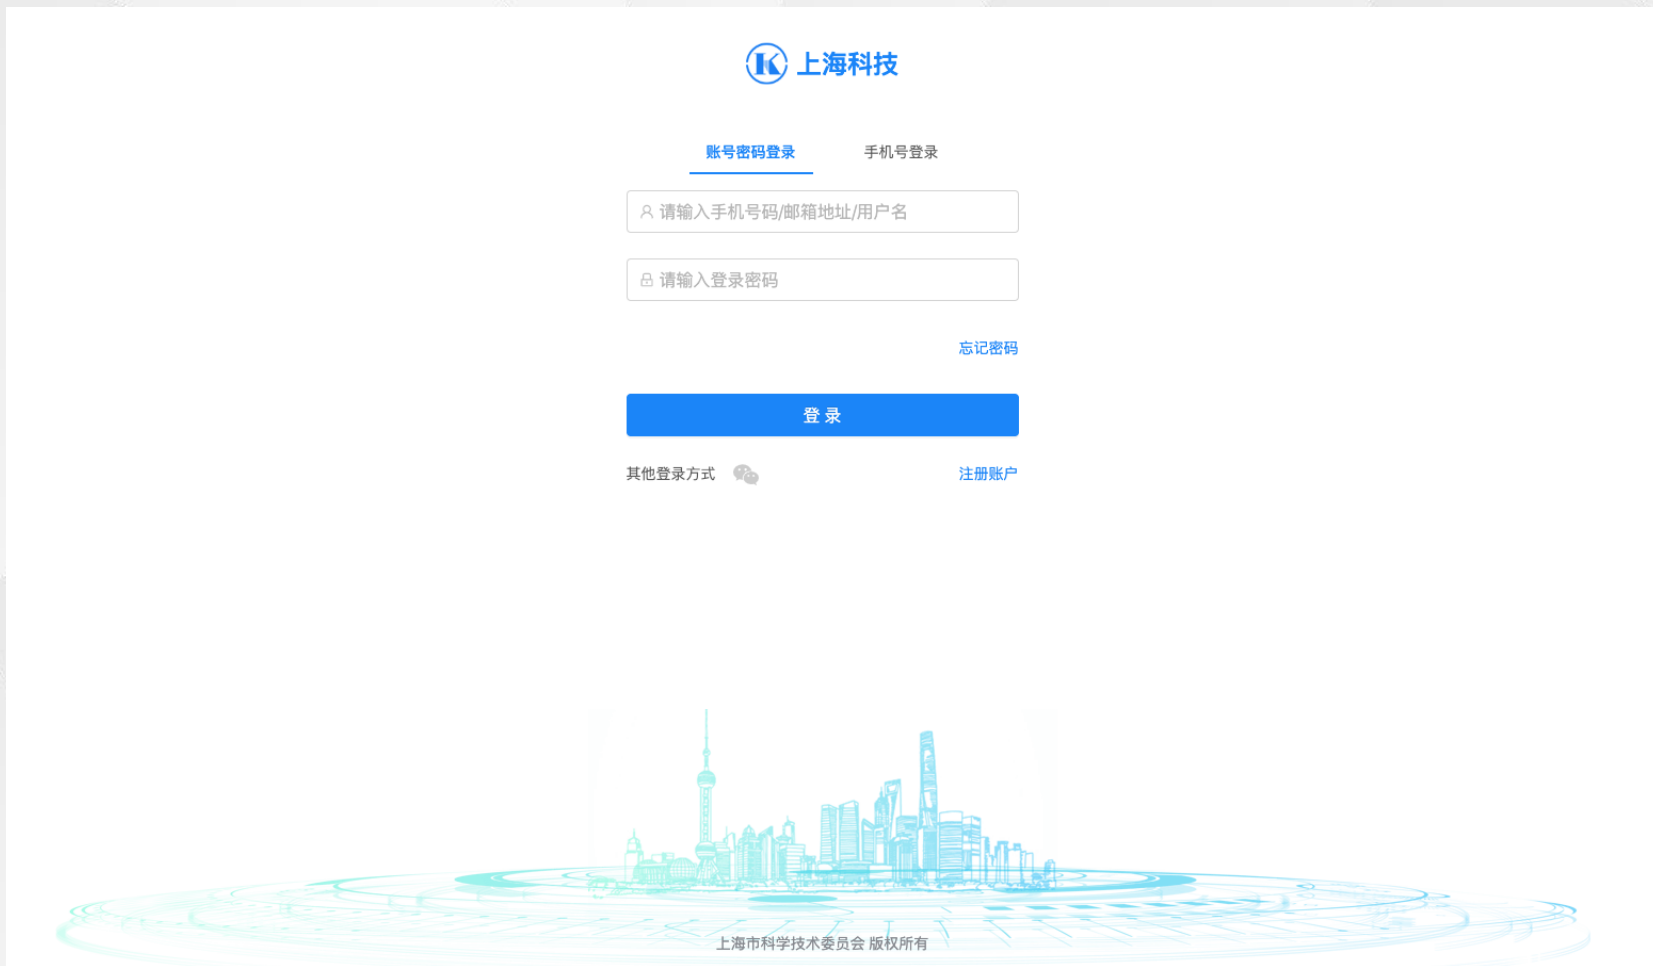 上海科技
账号密码登录 手机号登录
请输入手机号码/邮箱地址/用户名
请输入登录密码
忘记密码
登 录
其他登录方式 注册账户
上海市科学技术委员会 版权所有